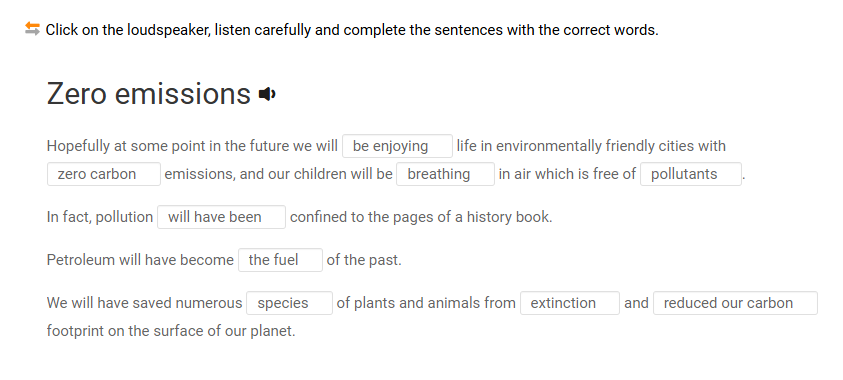 Click on the loudspeaker, listen carefully and complete the sentences with the correct words.
Zero emissions
Hopefully at some point in the future we will be enjoying life in environmentally friendly cities with
zero carbon emissions, and our children will be breathing in air which is free of pollutants .
In fact, pollution will have been confined to the pages of a history book.
Petroleum will have become the fuel of the past.
We will have saved numerous species of plants and animals from extinction and reduced our carbon
footprint on the surface of our planet.